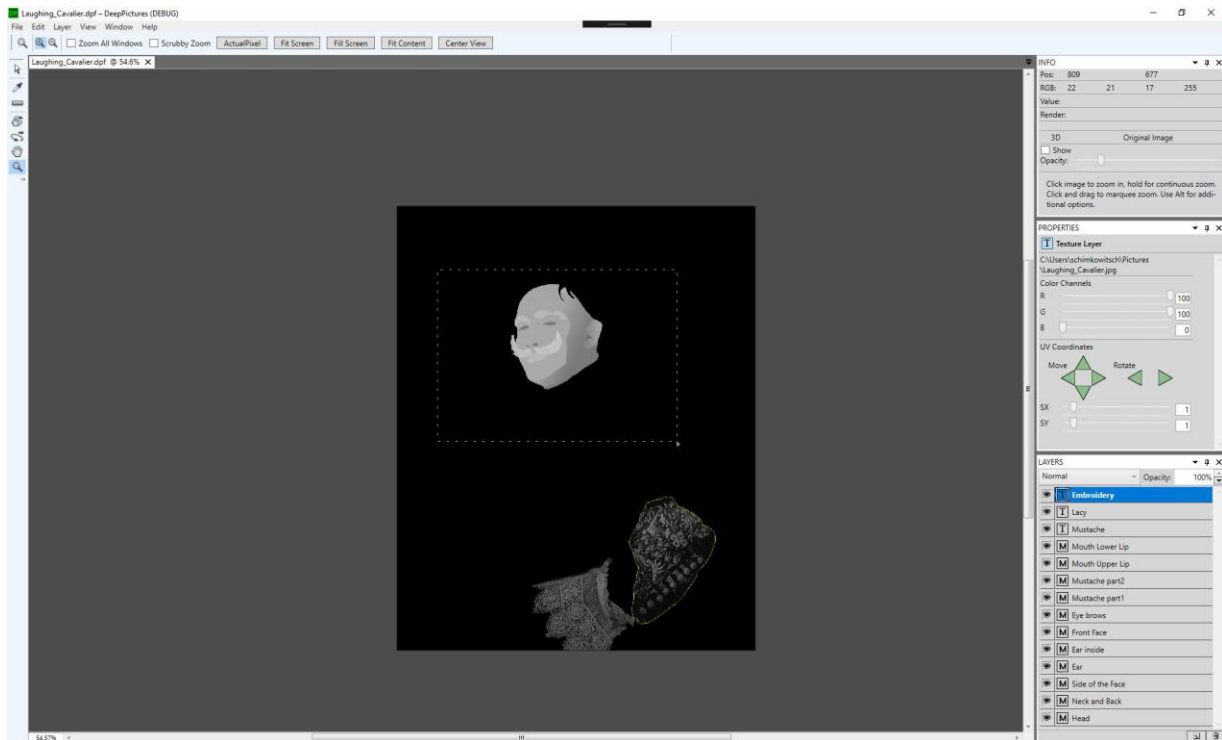 Laughing_Cavalier.dpf – DeepPictures (DEBUG)
File Edit Layer View Window Help
Zoom All Windows Scrubby Zoom ActualPixel Fit Screen Fill Screen Fit Content Center View
Laughing_Cavalier.dpf @ 54.6% X
INFO
Pos: 809 677
RGB: 22 21 17 255
Value:
Render:
3D Original Image
Show
Opacity:
Click image to zoom in, hold for continuous zoom.
Click and drag to marquee zoom. Use Alt for addi-
tional options.
PROPERTIES
T Texture Layer
C:\Users\schimkowitsch\Pictures
\Laughing_Cavalier.jpg
Color Channels
R 100
G 100
B 0
UV Coordinates
Move Rotate
SX 1
SY 1
LAYERS
Normal Opacity: 100%
T Embroidery
T Lacy
T Mustache
M Mouth Lower Lip
M Mouth Upper Lip
M Mustache part2
M Mustache part1
M Eye brows
M Front Face
M Ear inside
M Ear
M Side of the Face
M Neck and Back
M Head
54.57%